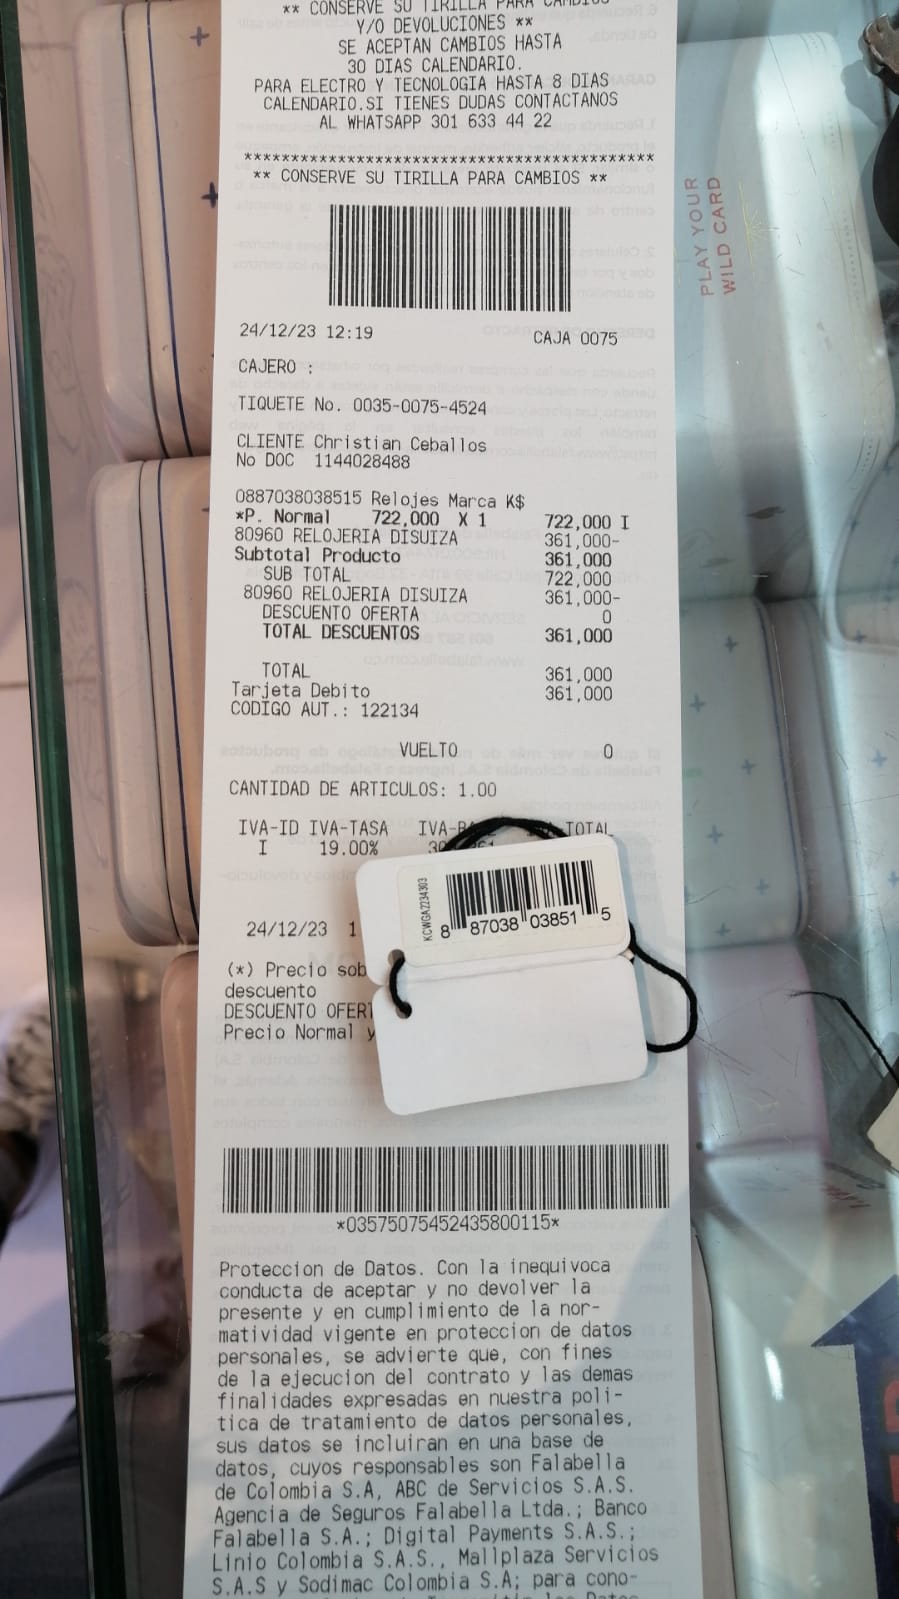 ** CONSERVE SU TIRILLA PARA CAMBIOS
Y/O DEVOLUCIONES **
SE ACEPTAN CAMBIOS HASTA
30 DIAS CALENDARIO.
PARA ELECTRO Y TECNOLOGIA HASTA 8 DIAS
CALENDARIO.SI TIENES DUDAS CONTACTANOS
AL WHATSAPP 301 633 44 22
********************************************
** CONSERVE SU TIRILLA PARA CAMBIOS **
24/12/23 12:19 CAJA 0075
CAJERO :
TIQUETE No. 0035-0075-4524
CLIENTE Christian Ceballos
No DOC 1144028488
0887038038515 Relojes Marca K$
*P. Normal 722,000 X 1 722,000 I
80960 RELOJERIA DISUIZA 361,000-
Subtotal Producto 361,000
SUB TOTAL 722,000
80960 RELOJERIA DISUIZA 361,000-
DESCUENTO OFERTA 0
TOTAL DESCUENTOS 361,000
TOTAL 361,000
Tarjeta Debito 361,000
CODIGO AUT.: 122134
VUELTO 0
CANTIDAD DE ARTICULOS: 1.00
IVA-ID IVA-TASA IVA-BA TOTAL
I 19.00%
KCWGA2234303
8 87038 03851 5
24/12/23 1
(*) Precio sob
descuento
DESCUENTO OFERT
Precio Normal y
*03575075452435800115*
Proteccion de Datos. Con la inequivoca
conducta de aceptar y no devolver la
presente y en cumplimiento de la nor-
matividad vigente en proteccion de datos
personales, se advierte que, con fines
de la ejecucion del contrato y las demas
finalidades expresadas en nuestra poli-
tica de tratamiento de datos personales,
sus datos se incluiran en una base de
datos, cuyos responsables son Falabella
de Colombia S.A, ABC de Servicios S.A.S.
Agencia de Seguros Falabella Ltda.; Banco
Falabella S.A.; Digital Payments S.A.S.;
Linio Colombia S.A.S., Mallplaza Servicios
S.A.S y Sodimac Colombia S.A; para cono-
PLAY YOUR
WILD CARD